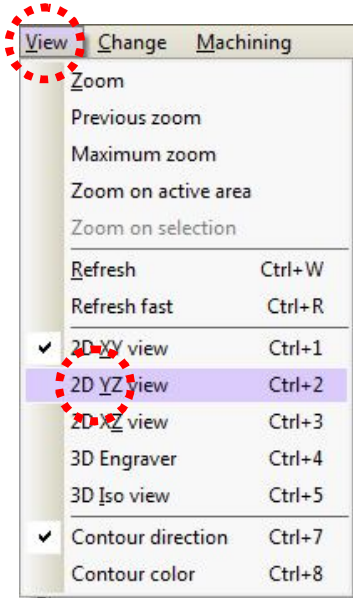 View Change Machining
Zoom
Previous zoom
Maximum zoom
Zoom on active area
Zoom on selection
Refresh Ctrl+W
Refresh fast Ctrl+R
2D XY view Ctrl+1
2D YZ view Ctrl+2
2D XZ view Ctrl+3
3D Engraver Ctrl+4
3D Iso view Ctrl+5
Contour direction Ctrl+7
Contour color Ctrl+8